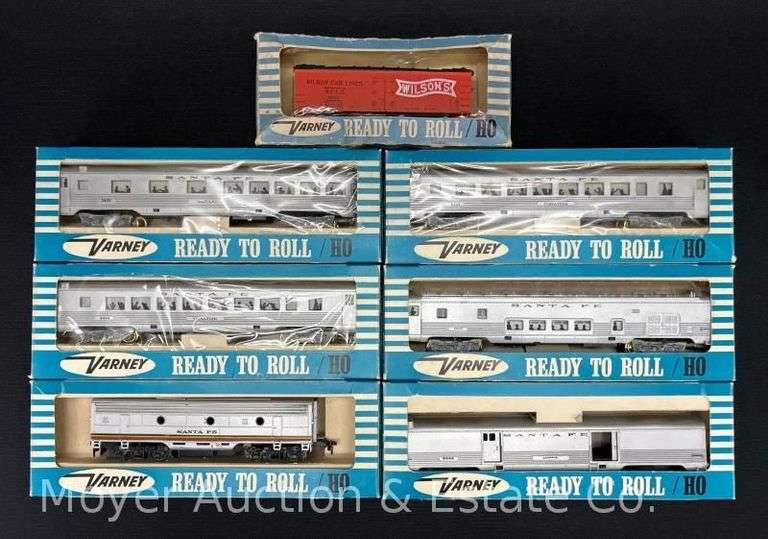 WILSON CAR LINES
WILSON'S
VARNEY READY TO ROLL / HO
SANTA FE
SANTA FE
VARNEY READY TO ROLL / HO
VARNEY READY TO ROLL / HO
SANTA FE
VARNEY READY TO ROLL / HO
VARNEY READY TO ROLL / HO
SANTA FE
SANTA FE
VARNEY READY TO ROLL / HO
VARNEY READY TO ROLL / HO
Moyer Auction & Estate Co.